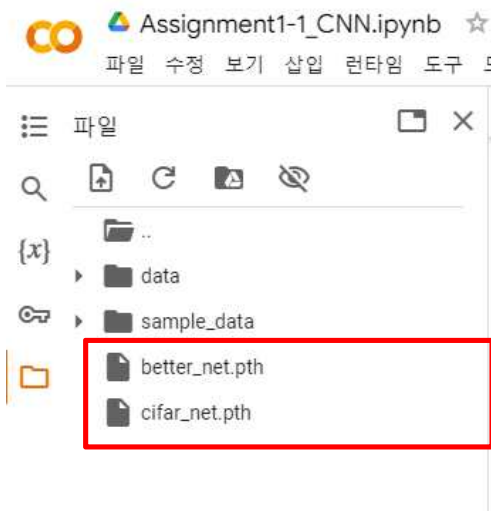 Assignment1-1_CNN.ipynb
파일 수정 보기 삽입 런타임 도구
파일
..
{x}
data
sample_data
better_net.pth
cifar_net.pth